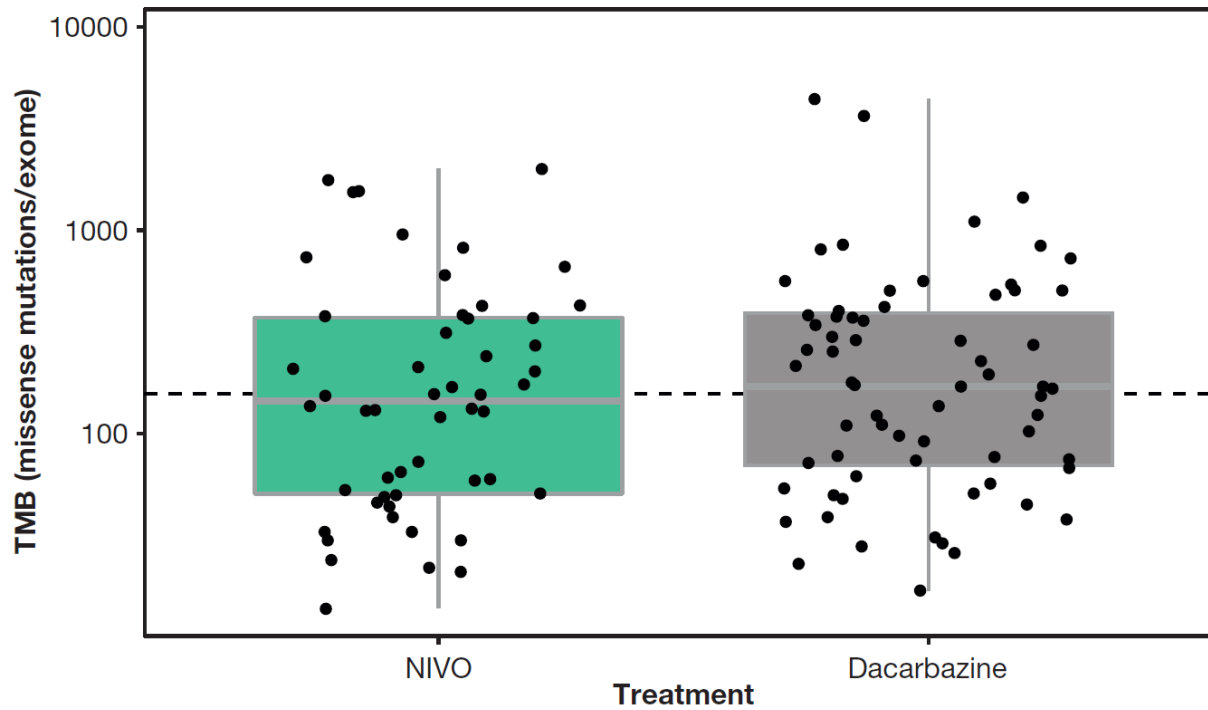 10000
1000
100
TMB (missense mutations/exome)
NIVO
Dacarbazine
Treatment